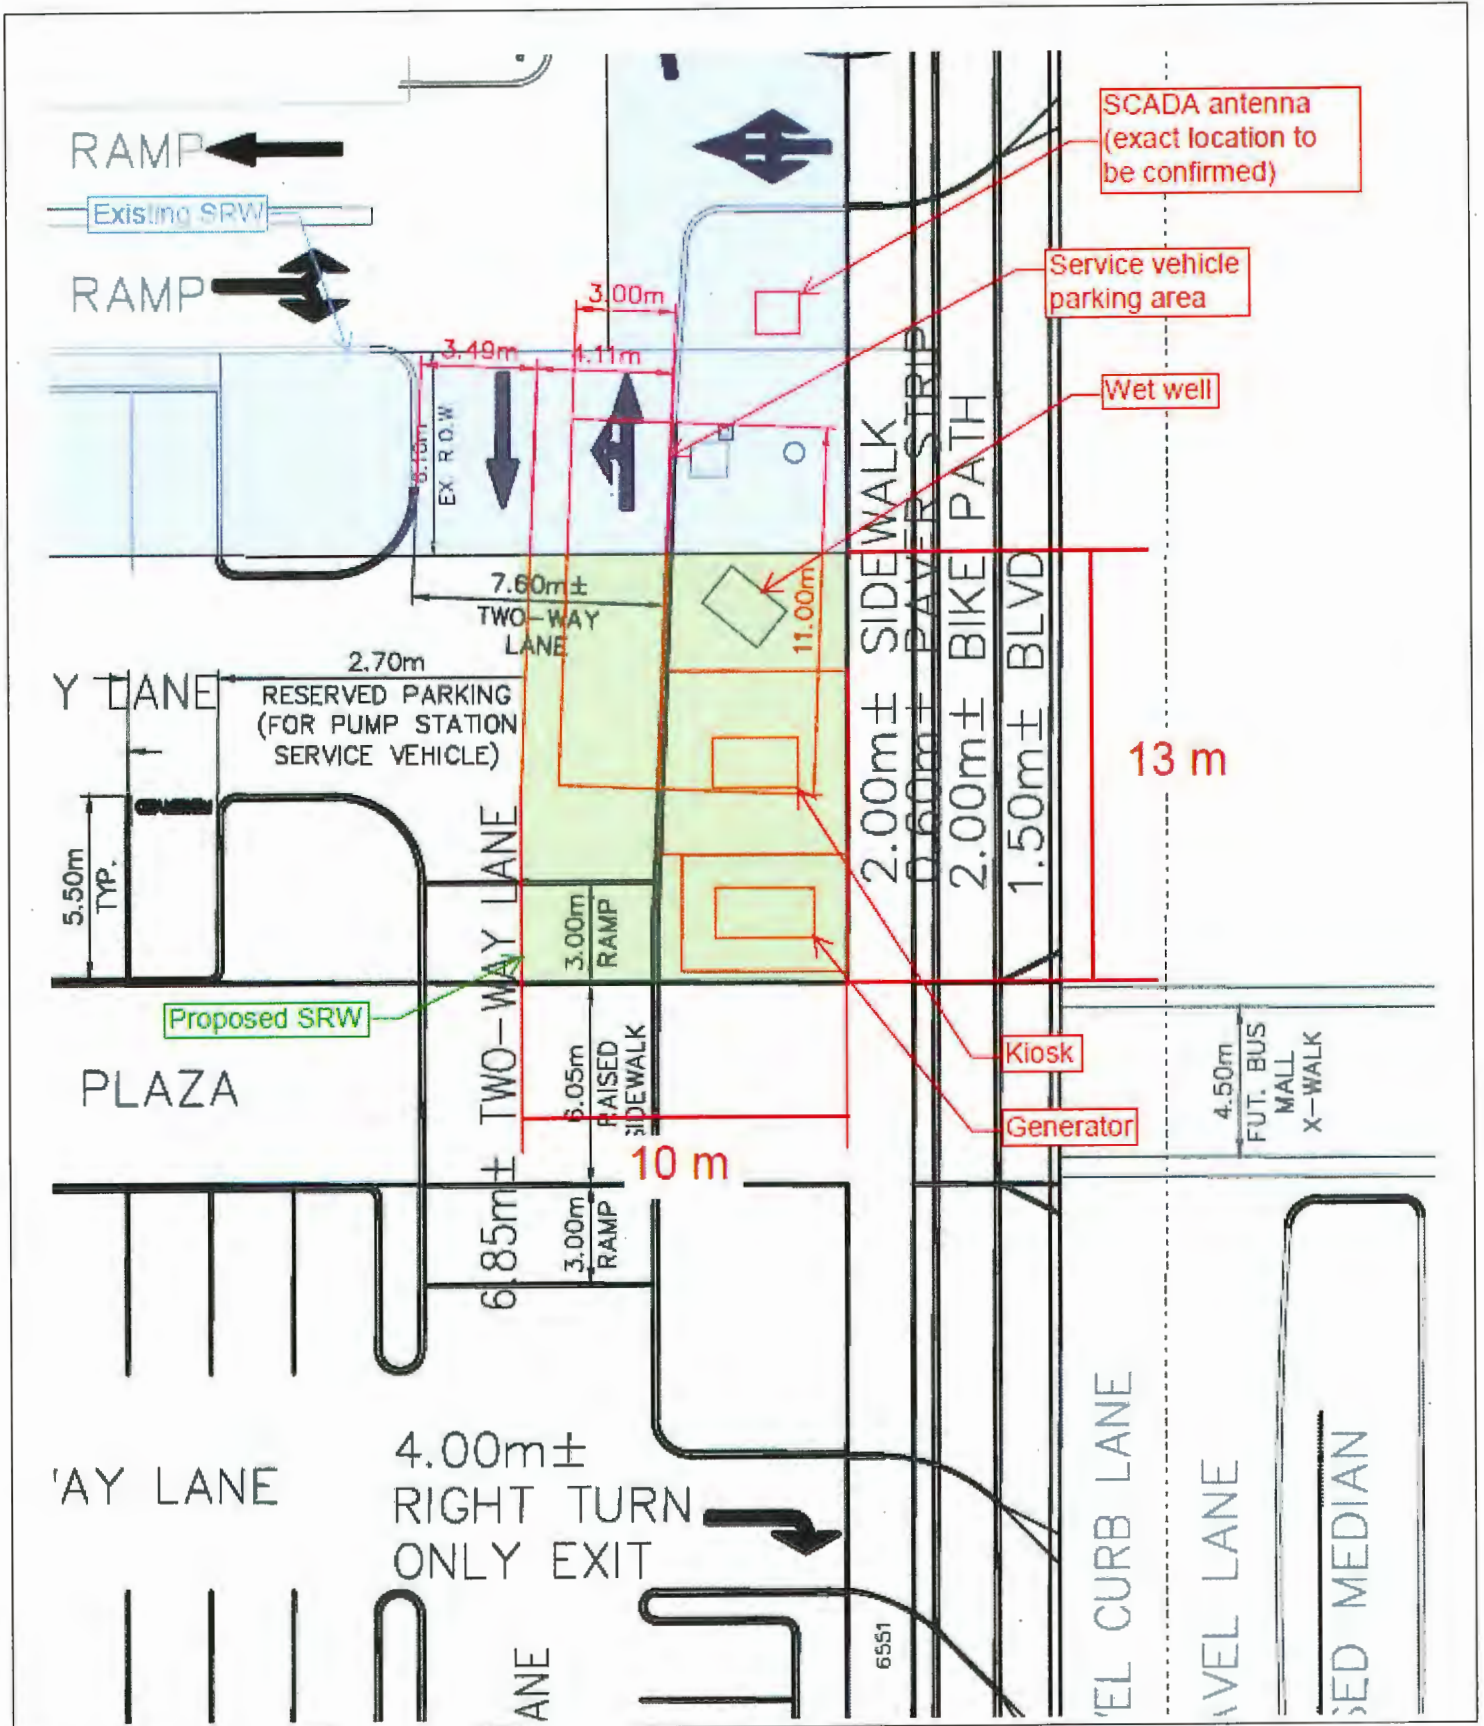 SCADA antenna
(exact location to
be confirmed)
RAMP
Existing SRW
Service vehicle
parking area
RAMP
3.00m
3.49m
4.11m
Wet well
EX. R.O.W.
2.00m± SIDEWALK
0.60m± PAVER STRIP
2.00m± BIKE PATH
1.50m± BLVD
7.60m±
TWO-WAY
LANE
11.00m
2.70m
Y LANE
RESERVED PARKING
(FOR PUMP STATION
SERVICE VEHICLE)
13 m
5.50m
TYP.
6.85m± TWO-WAY LANE
3.00m
RAMP
Proposed SRW
6.05m
RAISED
SIDEWALK
Kiosk
4.50m
FUT. BUS
MALL
X-WALK
PLAZA
Generator
10 m
3.00m
RAMP
'AY LANE
4.00m±
RIGHT TURN
ONLY EXIT
6551
ANE
'EL CURB LANE
AVEL LANE
SED MEDIAN